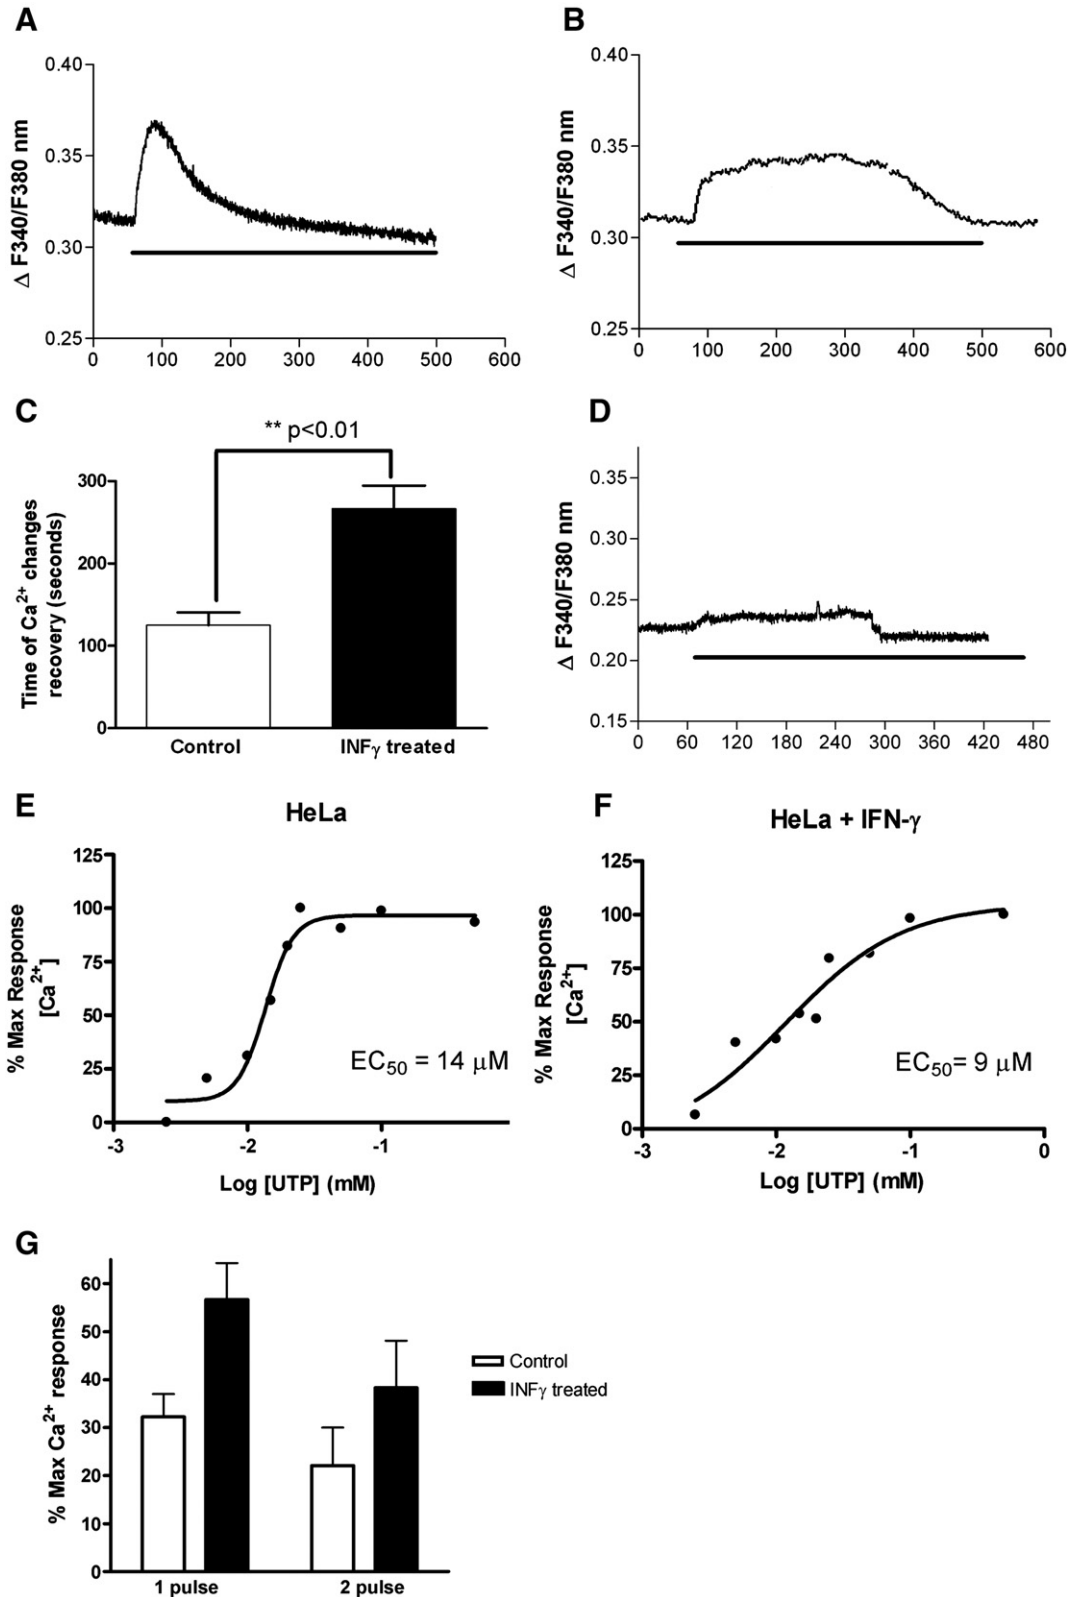 A
Δ F340/F380 nm
0.40
0.35
0.30
0.25
0 100 200 300 400 500 600
B
Δ F340/F380 nm
0.40
0.35
0.30
0.25
0 100 200 300 400 500 600
C
** p<0.01
Time of Ca2+ changes
recovery (seconds)
300
200
100
0
Control INFγ treated
D
Δ F340/F380 nm
0.35
0.30
0.25
0.20
0.15
0 60 120 180 240 300 360 420 480
E
HeLa
% Max Response
[Ca2+]
125
100
75
50
25
0
EC50 = 14 μM
-3 -2 -1
Log [UTP] (mM)
F
HeLa + IFN-γ
% Max Response
[Ca2+]
125
100
75
50
25
0
EC50= 9 μM
-3 -2 -1 0
Log [UTP] (mM)
G
% Max Ca2+ response
60
50
40
30
20
10
0
1 pulse 2 pulse
Control
INFγ treated